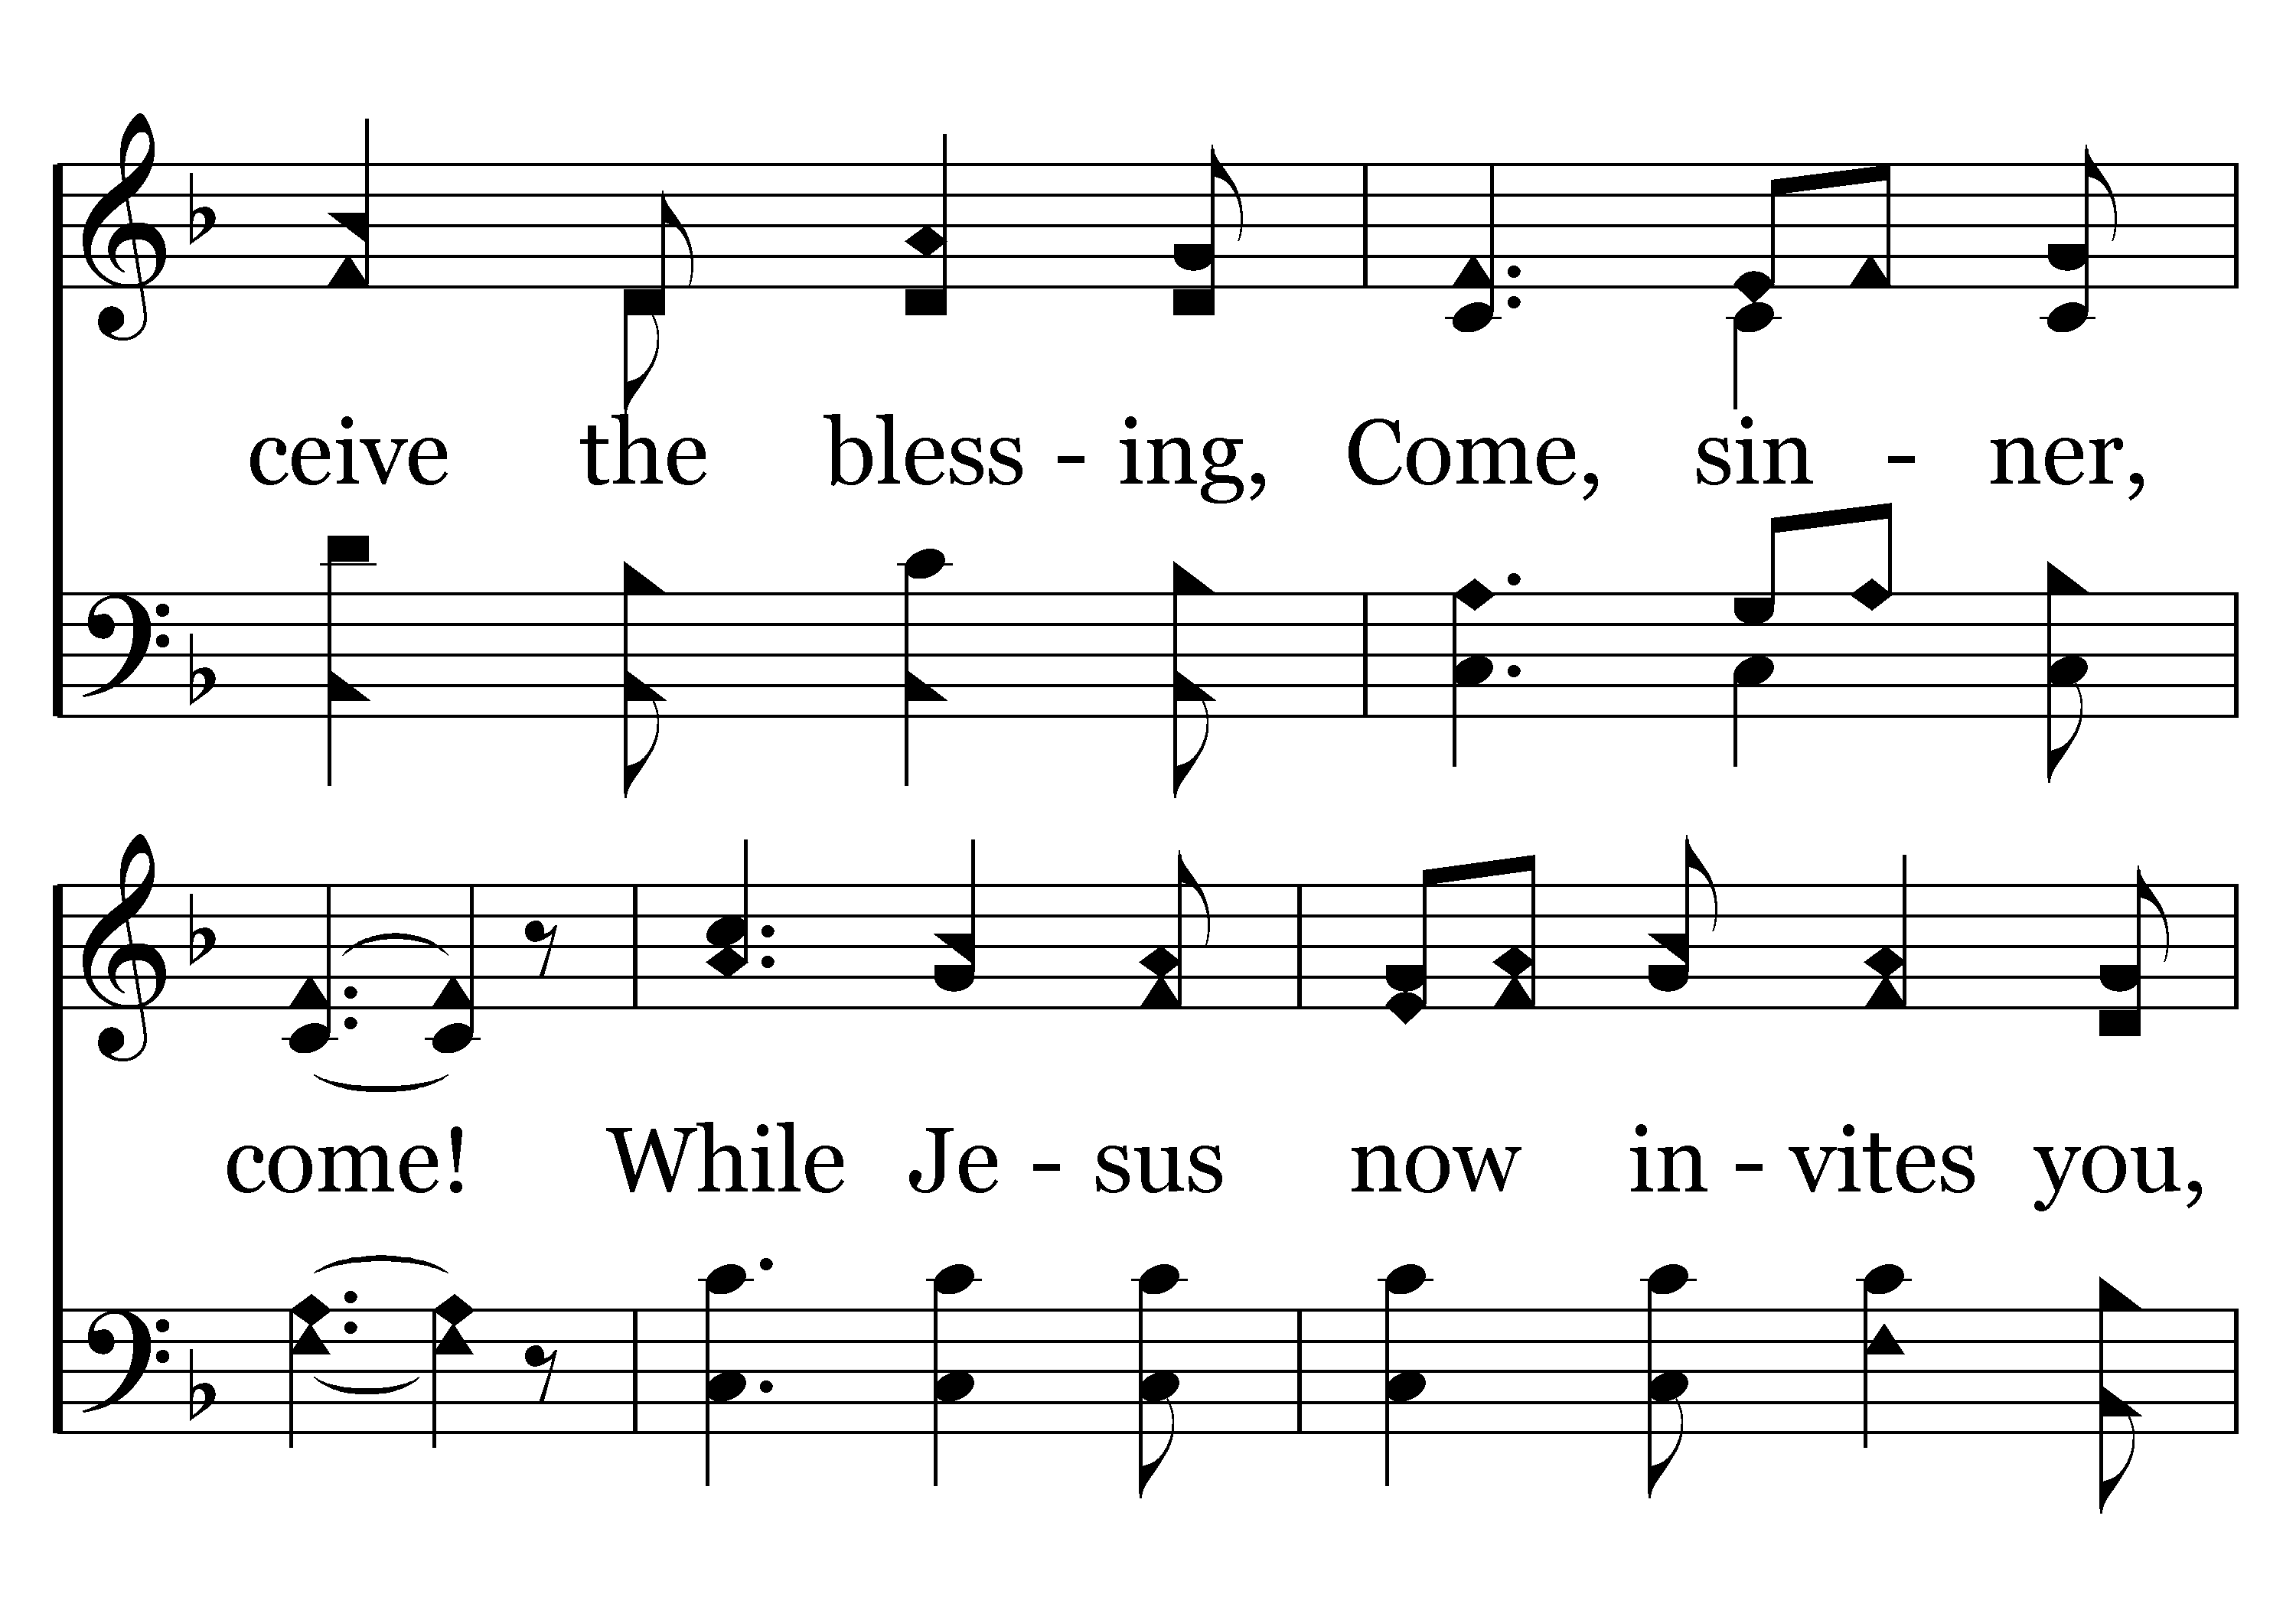 ceive the bless - ing, Come, sin - ner,
come! While Je - sus now in - vites you,